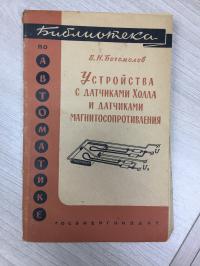 Библиотека
ПО
АВТОМАТИКЕ
В. Н. Богомолов
УСТРОЙСТВА
С ДАТЧИКАМИ ХОЛЛА
И ДАТЧИКАМИ
МАГНИТОСОПРОТИВЛЕНИЯ
ГОСЭНЕРГОИЗДАТ